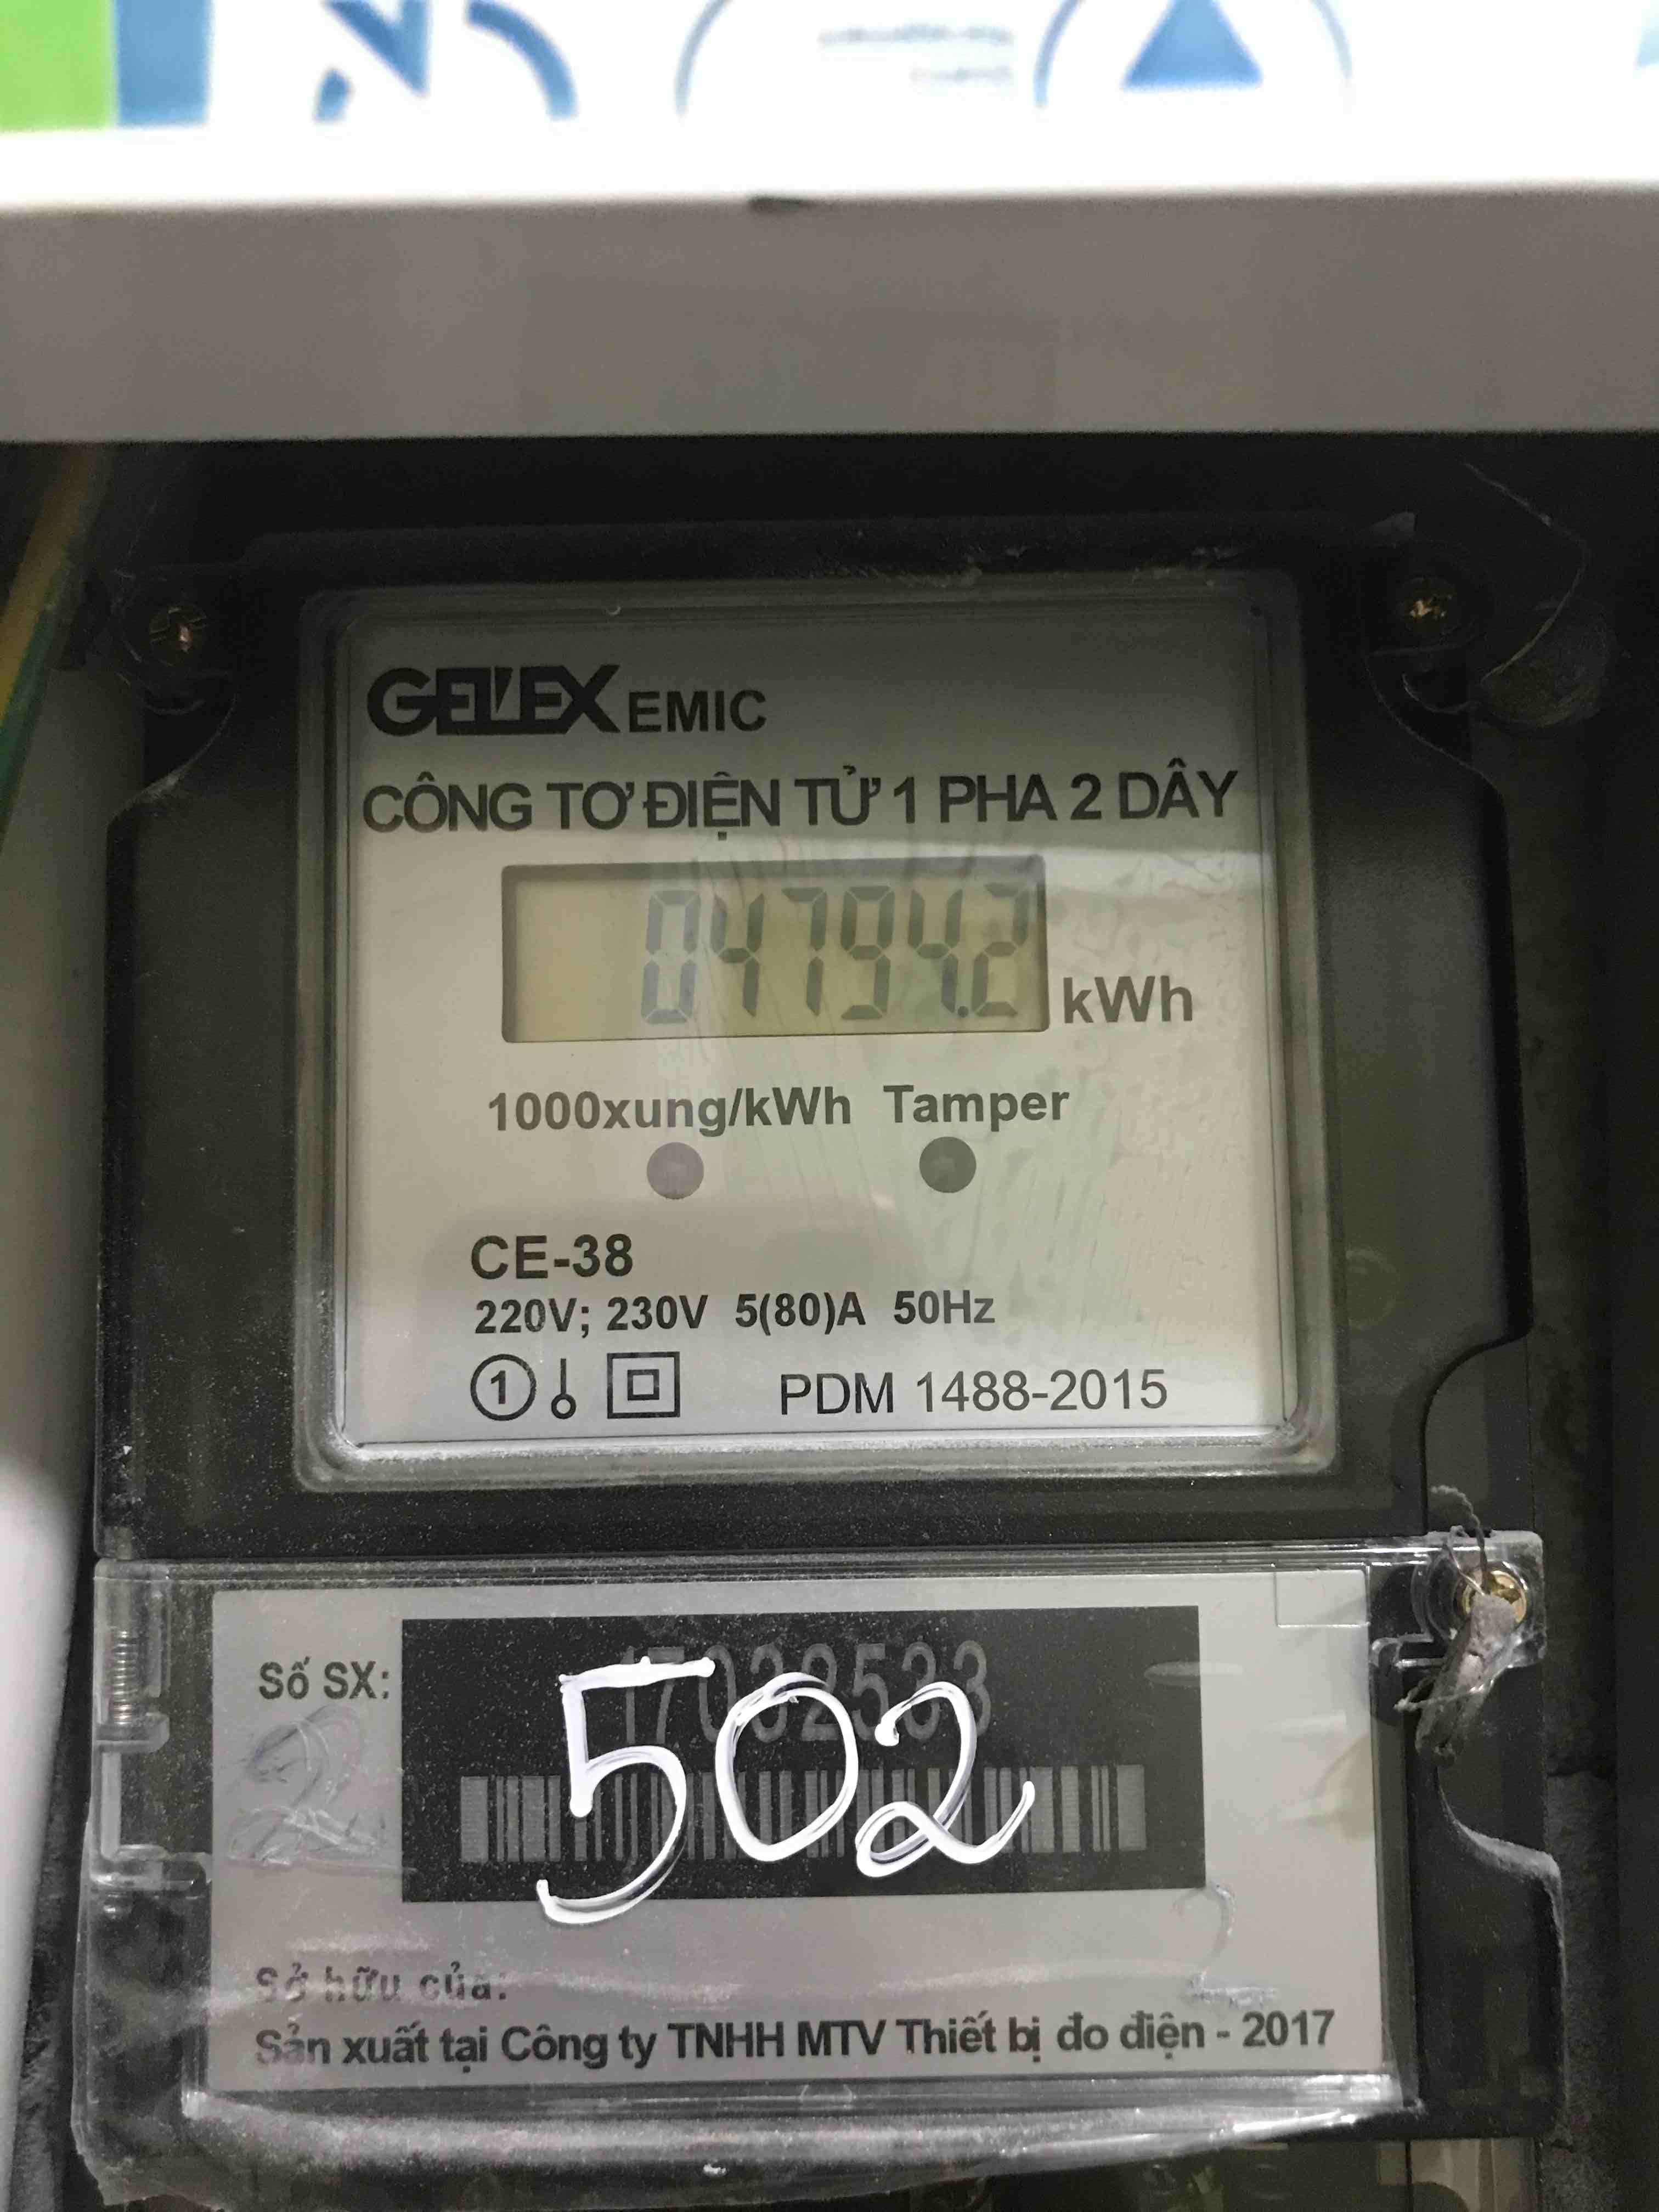 GELEX EMIC
CÔNG TƠ ĐIỆN TỬ 1 PHA 2 DÂY
04794.2 kWh
1000xung/kWh Tamper
CE-38
220V; 230V 5(80)A 50Hz
1 PDM 1488-2015
Số SX: 17032533
502
Sở hữu của:
Sản xuất tại Công ty TNHH MTV Thiết bị đo điện - 2017